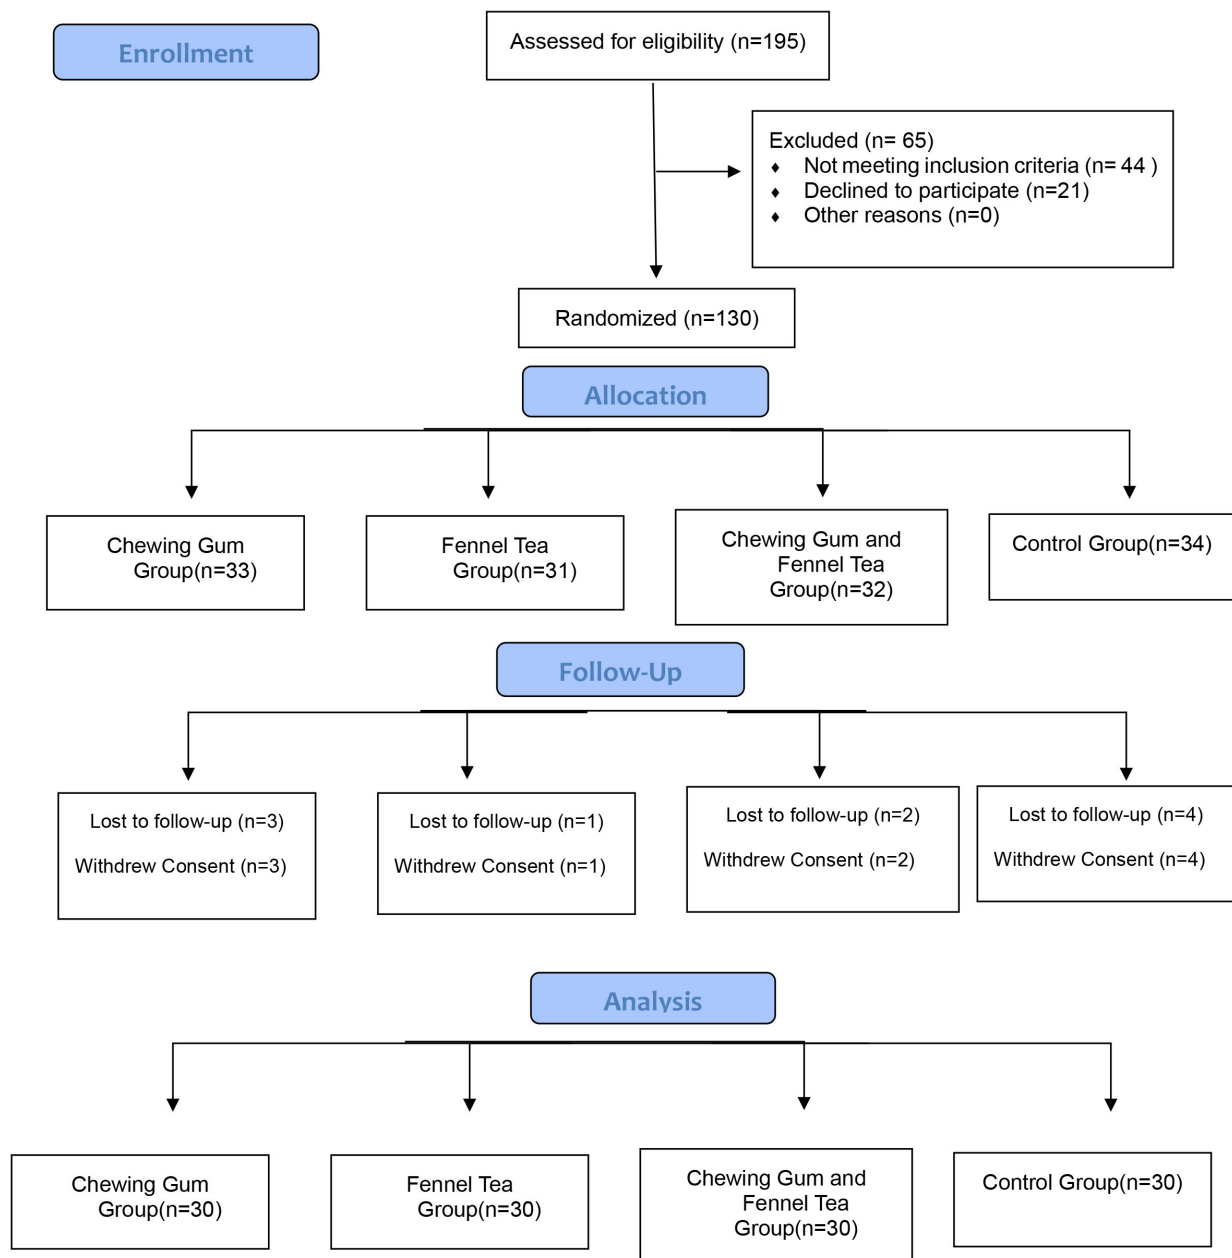 Enrollment
Assessed for eligibility (n=195)
Excluded (n= 65)
♦ Not meeting inclusion criteria (n= 44 )
♦ Declined to participate (n=21)
♦ Other reasons (n=0)
Randomized (n=130)
Allocation
Chewing Gum
Group(n=33)
Fennel Tea
Group(n=31)
Chewing Gum and
Fennel Tea
Group(n=32)
Control Group(n=34)
Follow-Up
Lost to follow-up (n=3)
Withdrew Consent (n=3)
Lost to follow-up (n=1)
Withdrew Consent (n=1)
Lost to follow-up (n=2)
Withdrew Consent (n=2)
Lost to follow-up (n=4)
Withdrew Consent (n=4)
Analysis
Chewing Gum
Group(n=30)
Fennel Tea
Group(n=30)
Chewing Gum and
Fennel Tea
Group(n=30)
Control Group(n=30)